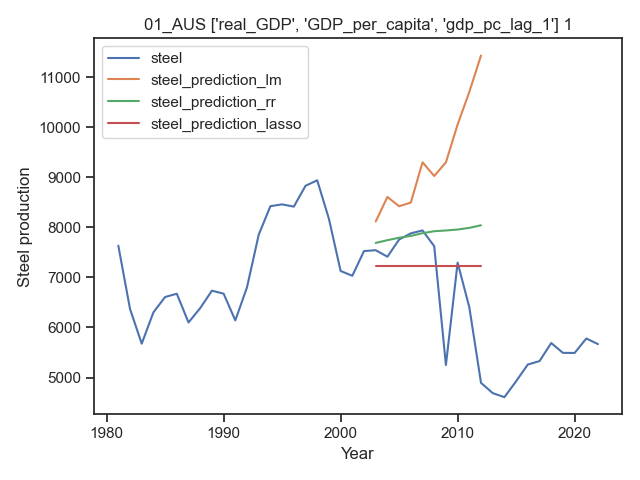 01_AUS ['real_GDP', 'GDP_per_capita', 'gdp_pc_lag_1'] 1
steel
steel_prediction_lm
steel_prediction_rr
steel_prediction_lasso
Steel production
11000
10000
9000
8000
7000
6000
5000
1980
1990
2000
2010
2020
Year